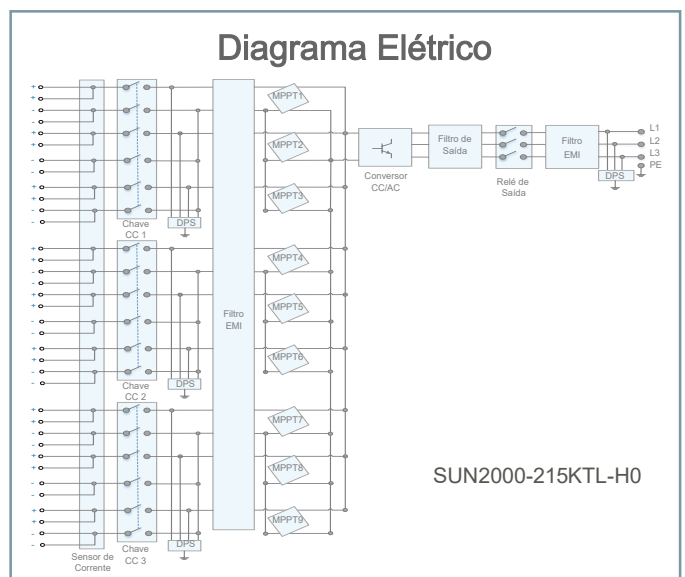 Diagrama Elétrico
+
+
-
-
+
+
-
-
+
+
-
-
Chave
CC 1
DPS
+
+
-
-
+
+
-
-
+
+
-
-
Chave
CC 2
DPS
+
+
-
-
+
+
-
-
+
+
-
-
Sensor de
Corrente
Chave
CC 3
DPS
Filtro
EMI
MPPT1
MPPT2
MPPT3
MPPT4
MPPT5
MPPT6
MPPT7
MPPT8
MPPT9
Conversor
CC/AC
Filtro de
Saída
Relé de
Saída
Filtro
EMI
DPS
L1
L2
L3
PE
SUN2000-215KTL-H0